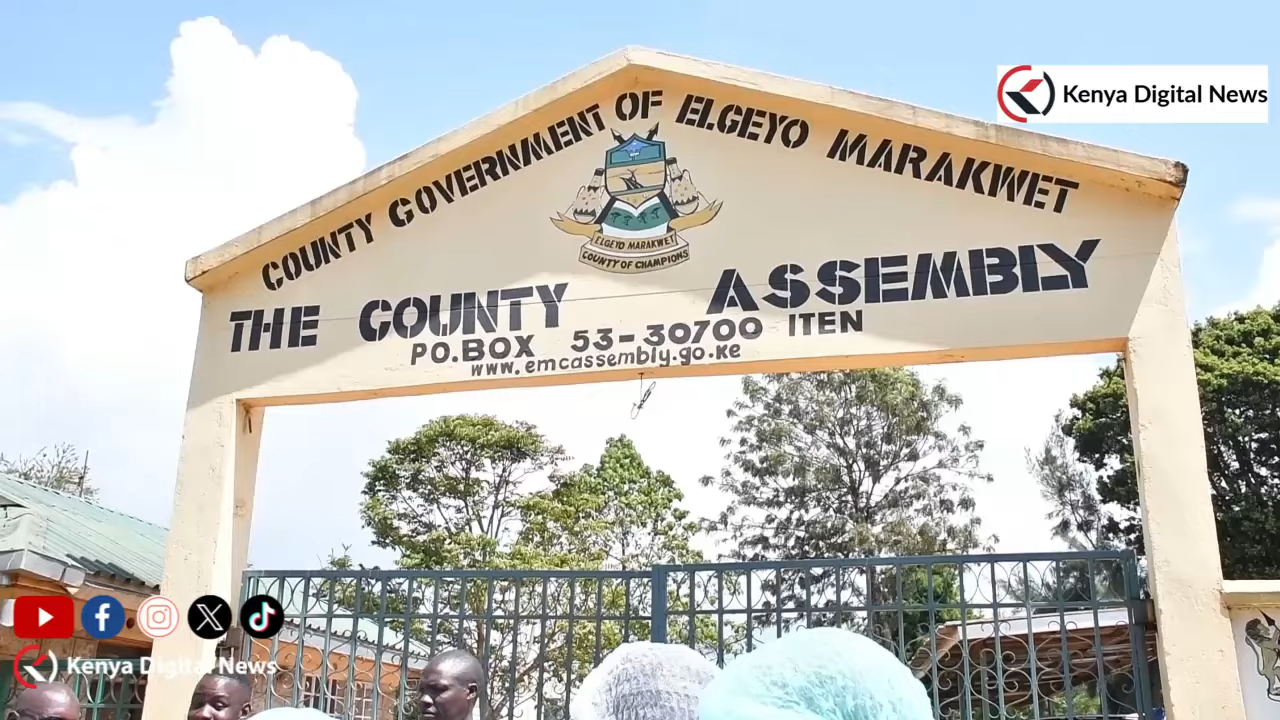 Kenya Digital News
COUNTY GOVERNMENT OF ELGEYO MARAKWET
ELGEYO MARAKWET
COUNTY OF CHAMPIONS
THE COUNTY ASSEMBLY
PO.BOX 53-30700 ITEN
www.emcassembly.go.ke
Kenya Digital News